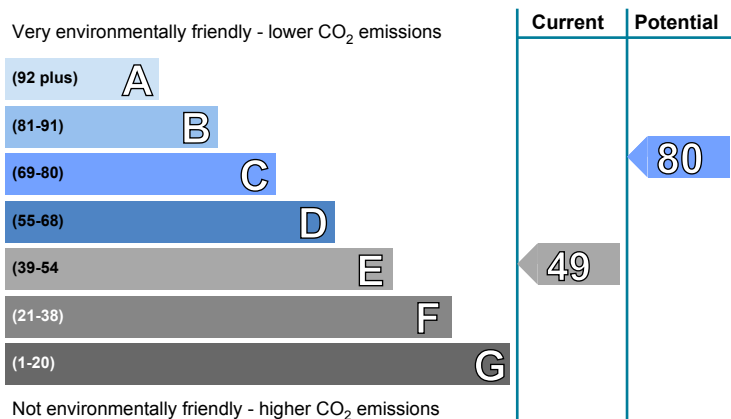 Current Potential
Very environmentally friendly - lower CO2 emissions
(92 plus) A
(81-91) B
(69-80) C 80
(55-68) D
(39-54 E 49
(21-38) F
(1-20) G
Not environmentally friendly - higher CO2 emissions